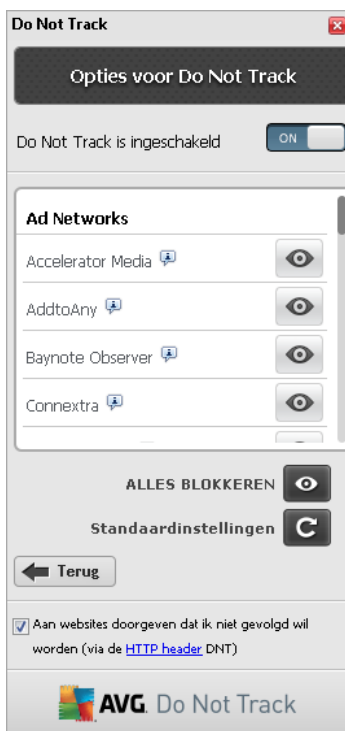 Do Not Track
Opties voor Do Not Track
Do Not Track is ingeschakeld
ON
Ad Networks
Accelerator Media
AddtoAny
Baynote Observer
Connextra
ALLES BLOKKEREN
Standaardinstellingen
Terug
Aan websites doorgeven dat ik niet gevolgd wil
worden (via de HTTP header DNT)
AVG. Do Not Track